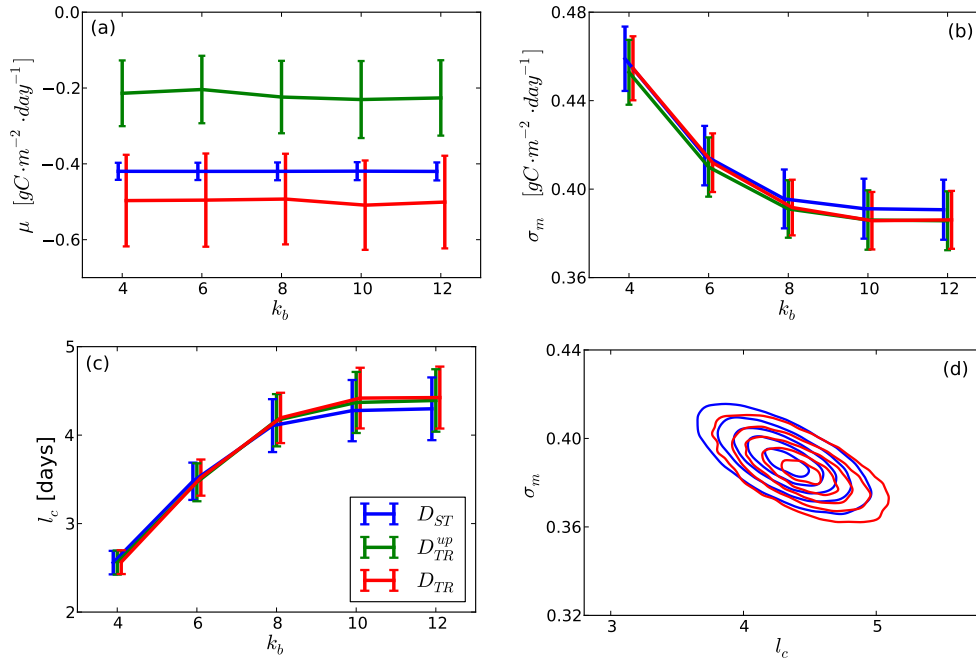 (a)
0.0
−0.2
−0.4
−0.6
μ [gC·m⁻²·day⁻¹]
4 6 8 10 12
k_b
(b)
0.48
0.44
0.40
0.36
σ_m [gC·m⁻²·day⁻¹]
4 6 8 10 12
k_b
(c)
5
4
3
2
l_c [days]
D_ST
D_TR^up
D_TR
4 6 8 10 12
k_b
(d)
0.44
0.40
0.36
0.32
σ_m
3 4 5
l_c